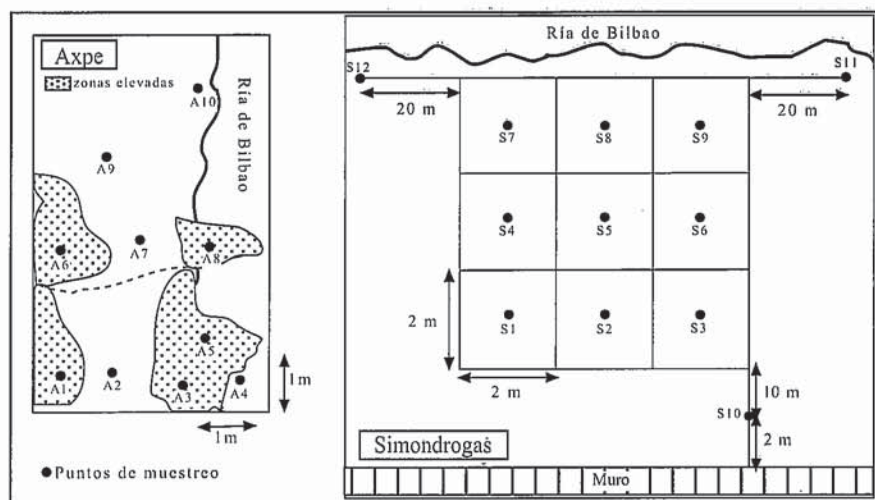 Axpe
zonas elevadas
A10
Ría de Bilbao
A9
A6
A7
A8
A5
A1
A2
A3
A4
1m
1m
Puntos de muestreo
Ría de Bilbao
S12
S11
20 m
20 m
S7
S8
S9
S4
S5
S6
S1
S2
S3
2 m
2 m
10 m
S10
2 m
Simondrogas
Muro